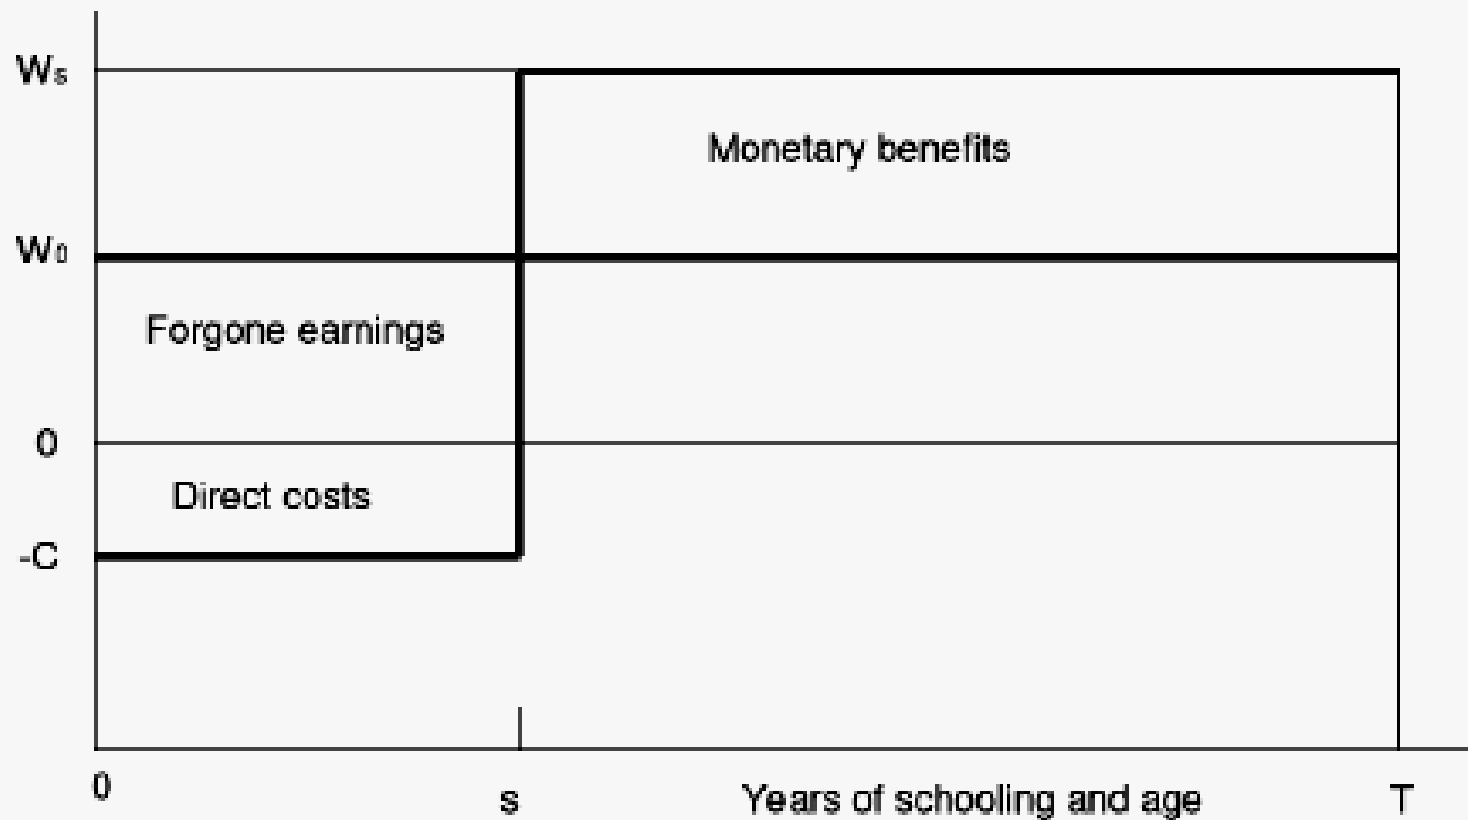 Ws
Monetary benefits
W0
Forgone earnings
0
Direct costs
-C
0
s
Years of schooling and age
T